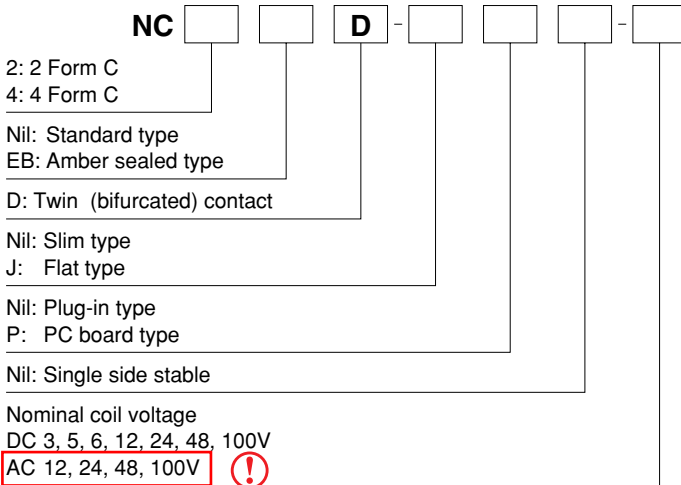 NC D - -
2: 2 Form C
4: 4 Form C
Nil: Standard type
EB: Amber sealed type
D: Twin (bifurcated) contact
Nil: Slim type
J: Flat type
Nil: Plug-in type
P: PC board type
Nil: Single side stable
Nominal coil voltage
DC 3, 5, 6, 12, 24, 48, 100V
AC 12, 24, 48, 100V !